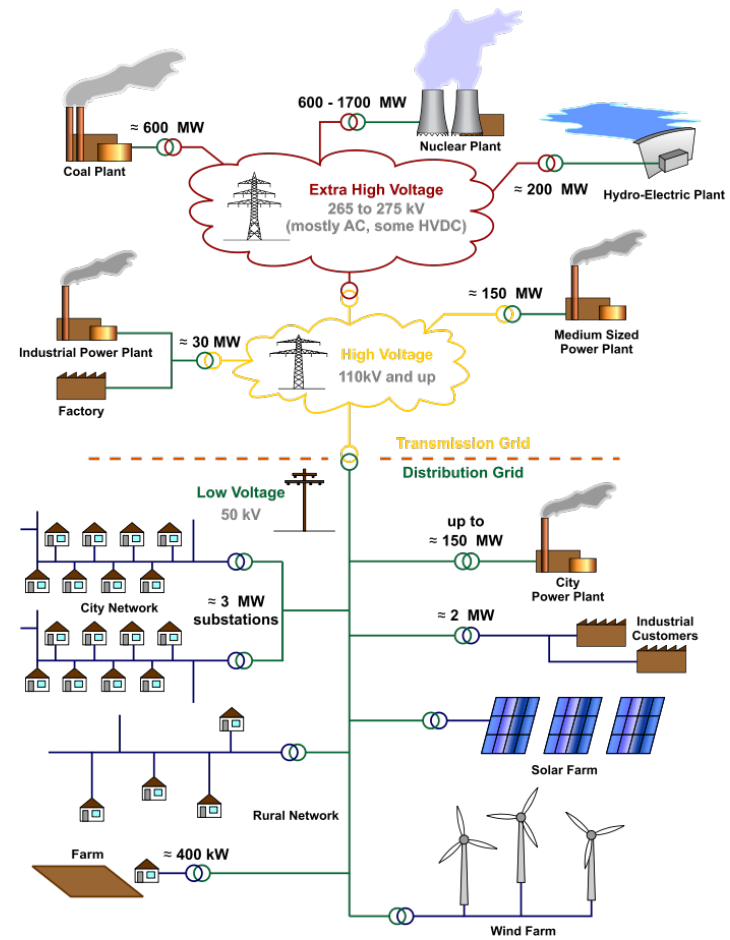 600 - 1700 MW
≈ 600 MW
Nuclear Plant
Coal Plant
Extra High Voltage
265 to 275 kV
(mostly AC, some HVDC)
≈ 200 MW
Hydro-Electric Plant
≈ 150 MW
Medium Sized
Power Plant
≈ 30 MW
Industrial Power Plant
Factory
High Voltage
110kV and up
Transmission Grid
Distribution Grid
Low Voltage
50 kV
up to
≈ 150 MW
City
Power Plant
City Network
≈ 3 MW
substations
≈ 2 MW
Industrial
Customers
Solar Farm
Rural Network
Farm
≈ 400 kW
Wind Farm